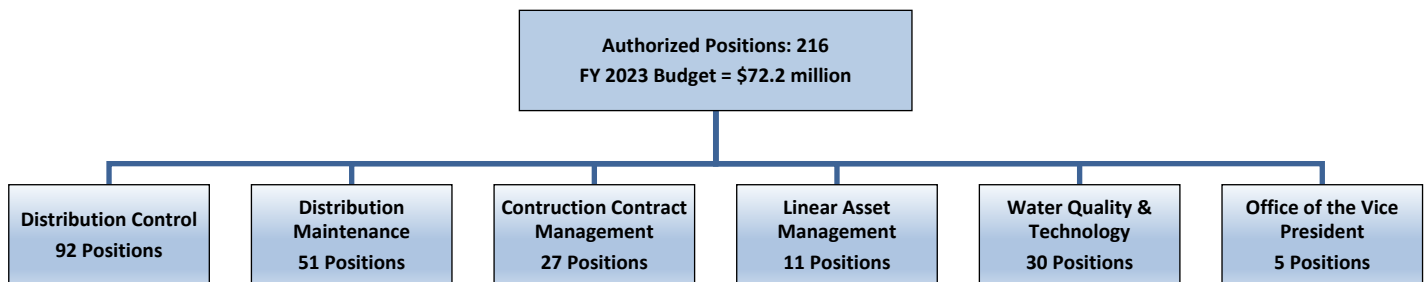 Authorized Positions: 216
FY 2023 Budget = $72.2 million
Distribution Control
92 Positions
Distribution
Maintenance
51 Positions
Contruction Contract
Management
27 Positions
Linear Asset
Management
11 Positions
Water Quality &
Technology
30 Positions
Office of the Vice
President
5 Positions